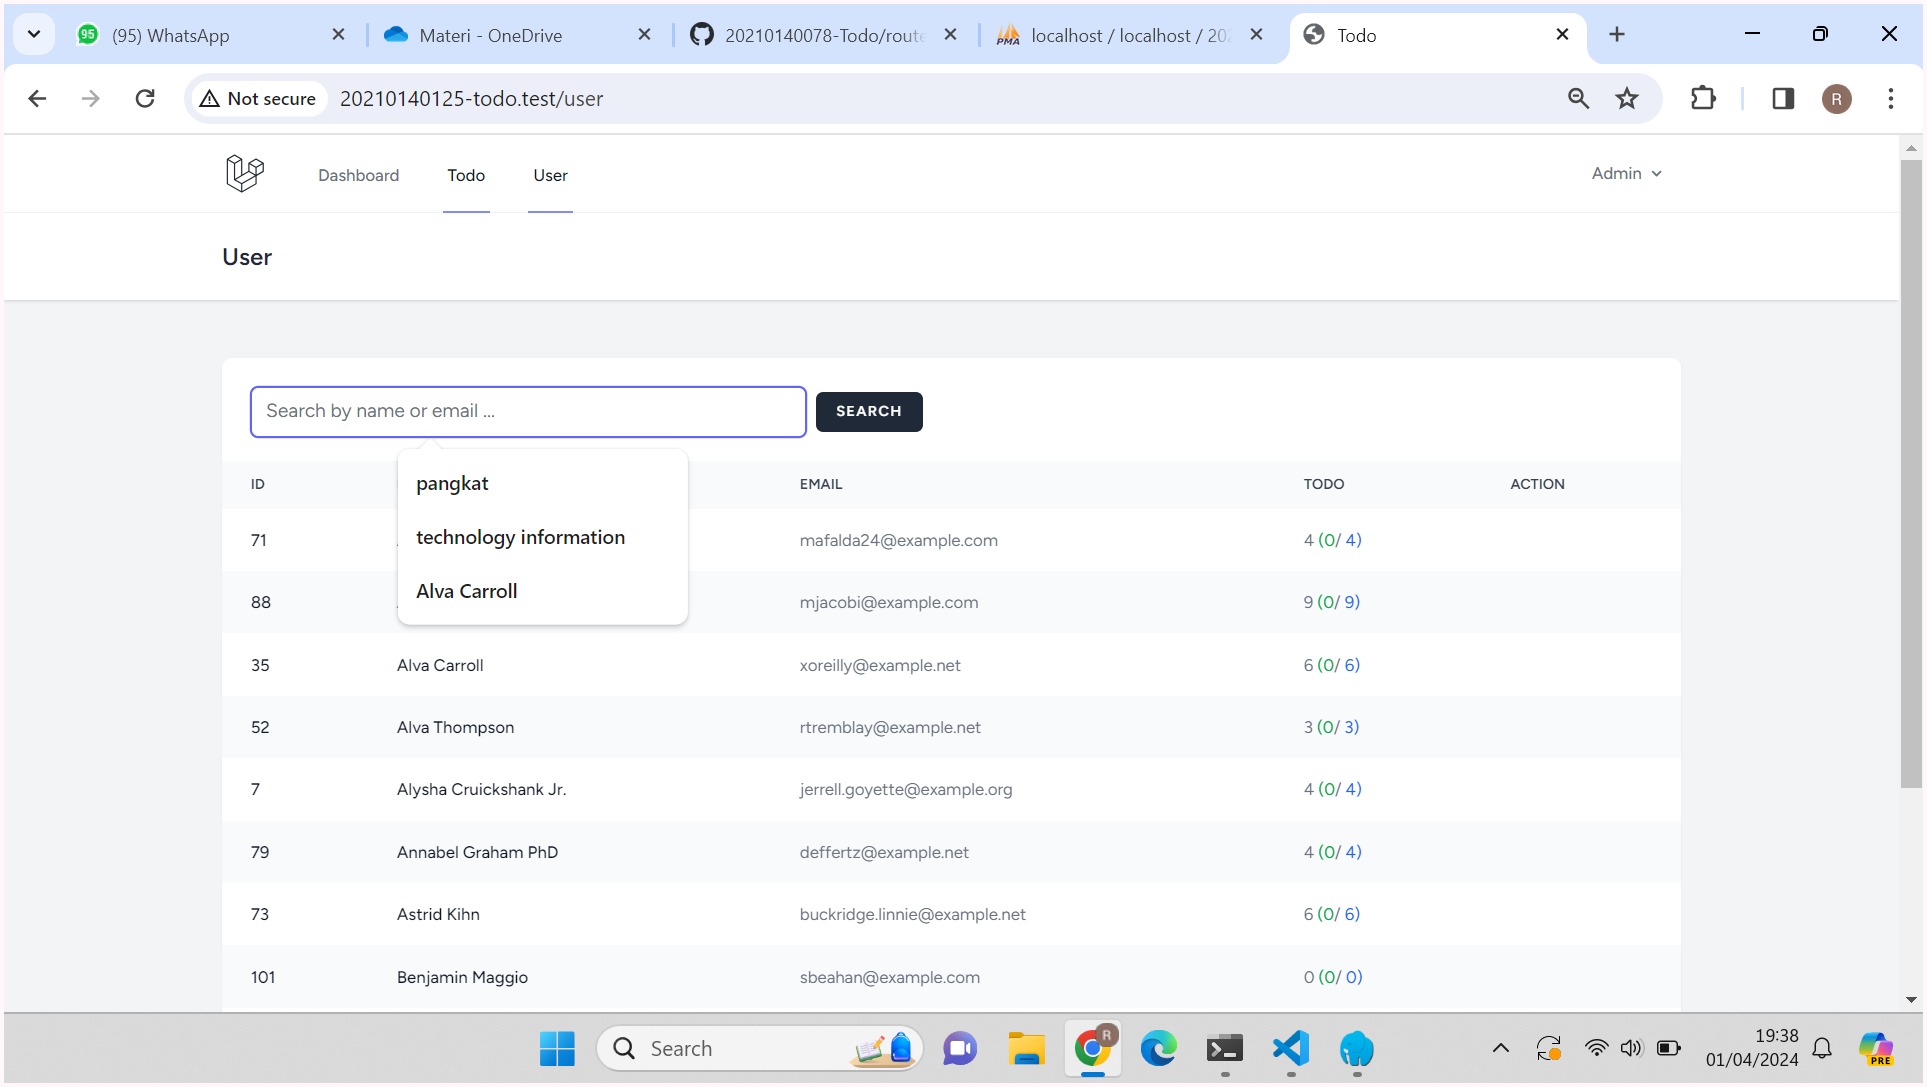 (95) WhatsApp
Materi - OneDrive
20210140078-Todo/route
localhost / localhost / 202
Todo
Not secure
20210140125-todo.test/user
R
Dashboard
Todo
User
Admin
User
Search by name or email ...
SEARCH
pangkat
technology information
Alva Carroll
ID EMAIL TODO ACTION
71 mafalda24@example.com 4 (0/ 4)
88 mjacobi@example.com 9 (0/ 9)
35 Alva Carroll xoreilly@example.net 6 (0/ 6)
52 Alva Thompson rtremblay@example.net 3 (0/ 3)
7 Alysha Cruickshank Jr. jerrell.goyette@example.org 4 (0/ 4)
79 Annabel Graham PhD deffertz@example.net 4 (0/ 4)
73 Astrid Kihn buckridge.linnie@example.net 6 (0/ 6)
101 Benjamin Maggio sbeahan@example.com 0 (0/ 0)
Search
R
19:38
01/04/2024
PRE